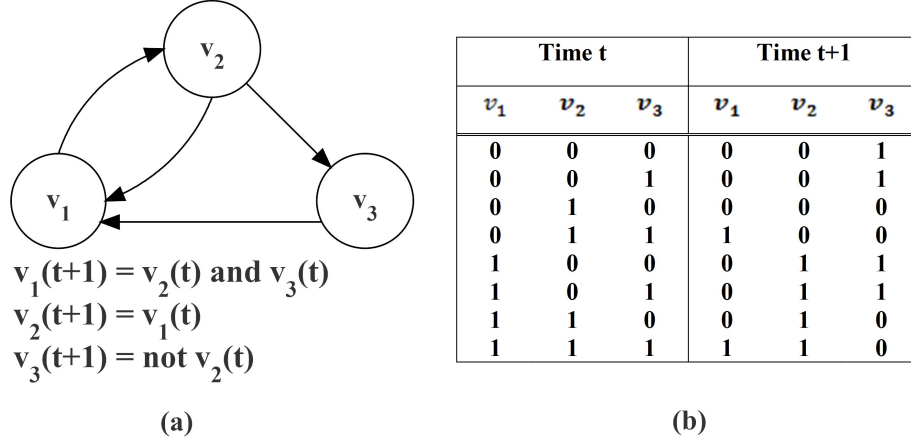 v2
v1
v3
v1(t+1) = v2(t) and v3(t)
v2(t+1) = v1(t)
v3(t+1) = not v2(t)
(a)
Time t Time t+1
v1 v2 v3 v1 v2 v3
0 0 0 0 0 1
0 0 1 0 0 1
0 1 0 0 0 0
0 1 1 1 0 0
1 0 0 0 1 1
1 0 1 0 1 1
1 1 0 0 1 0
1 1 1 1 1 0
(b)